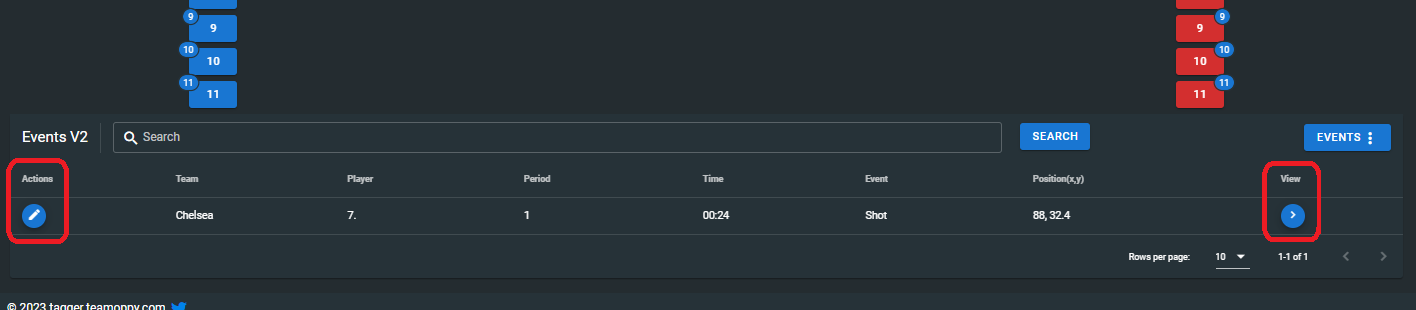 9 9
9 9
10 10
10 10
11 11
11 11
Events V2 Search SEARCH EVENTS
Actions Team Player Period Time Event Position(x,y) View
Chelsea 7. 1 00:24 Shot 88, 32.4
Rows per page: 10 1-1 of 1
© 2023 tagger.teamoppy.com